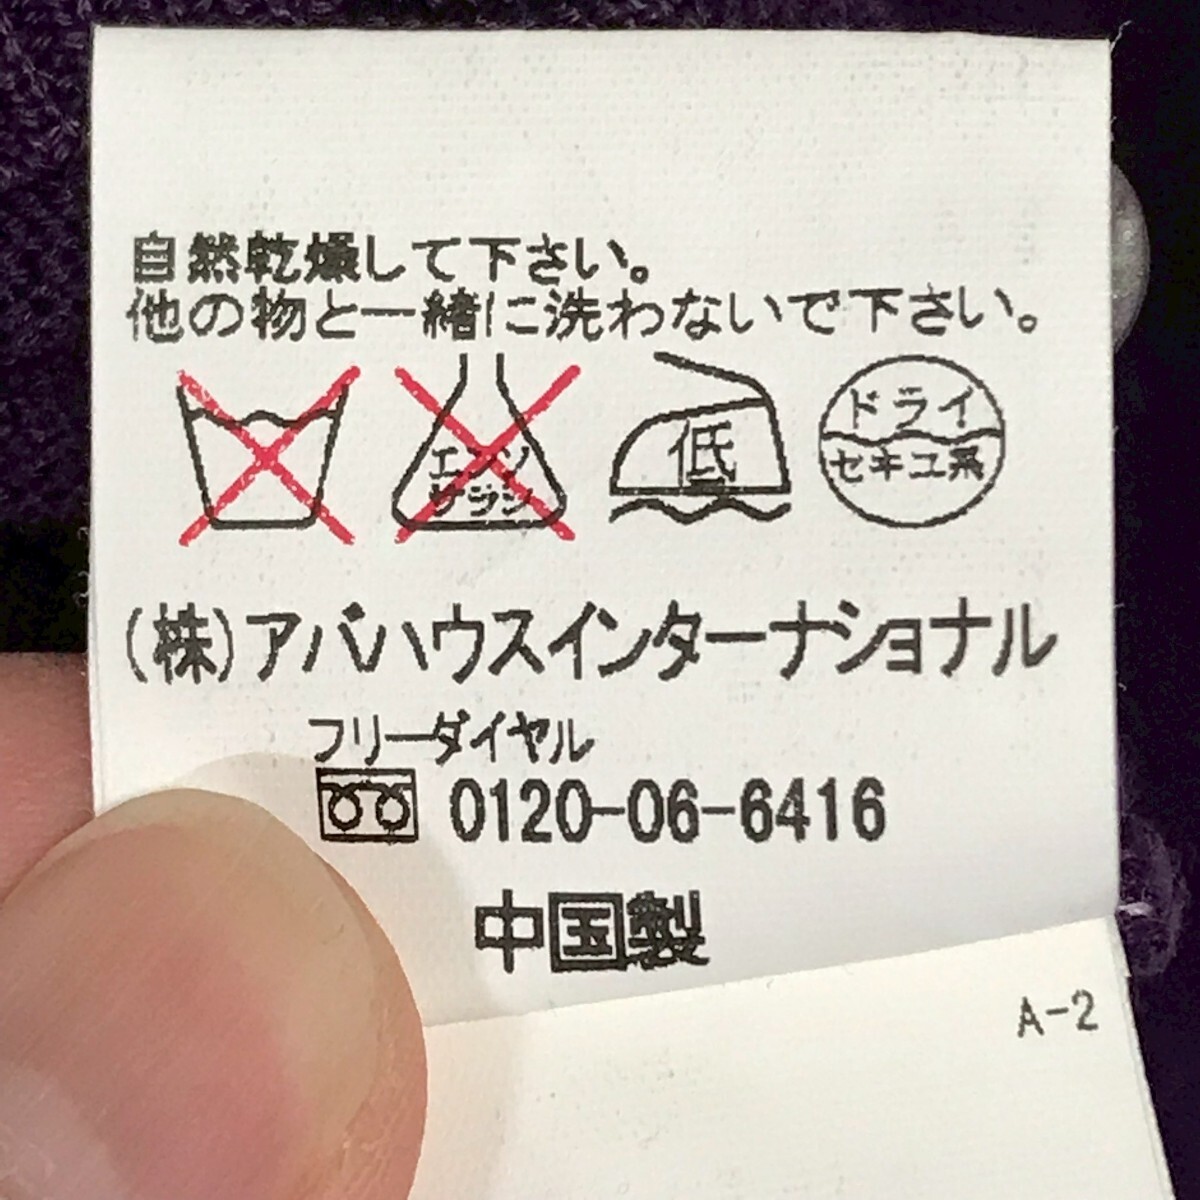 自然乾燥して下さい。
他の物と一緒に洗わないで下さい。
エンソ
サラシ
低
ドライ
セキユ系
(株)アバハウスインターナショナル
フリーダイヤル
0120-06-6416
中国製
A-2